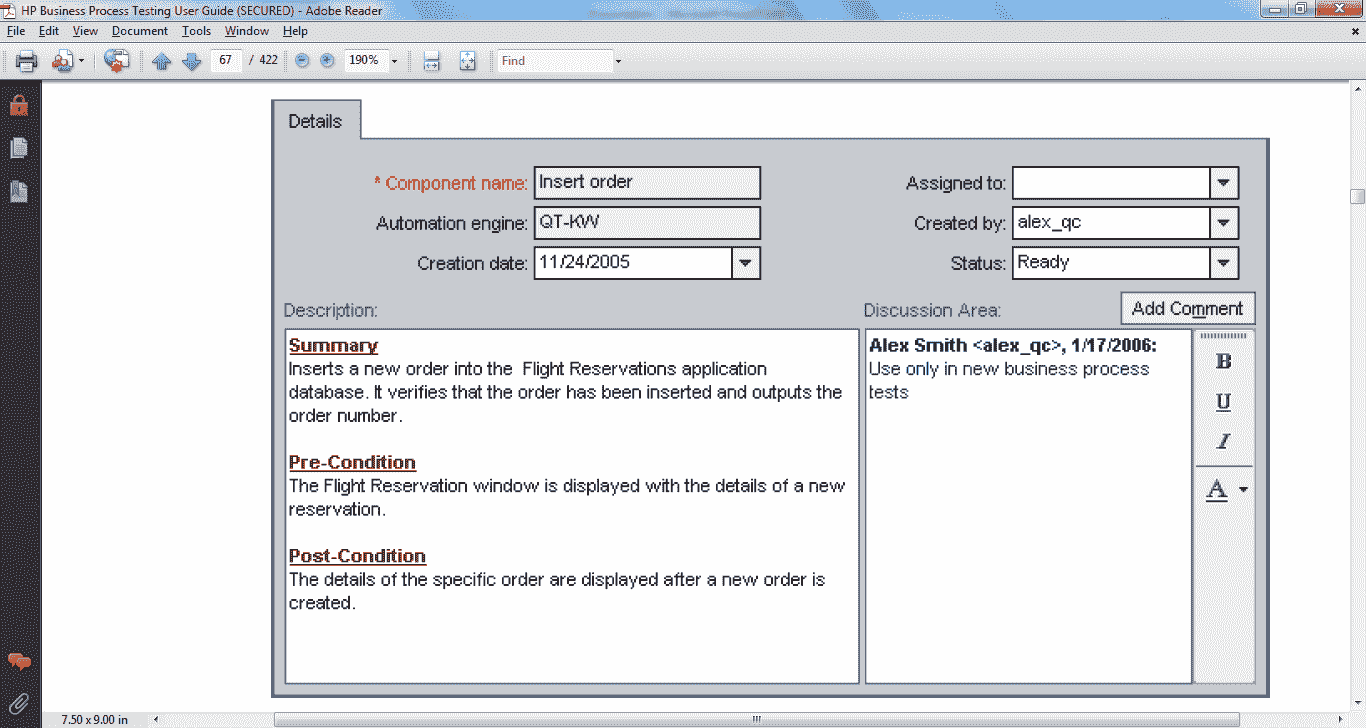 HP Business Process Testing User Guide (SECURED) - Adobe Reader
File Edit View Document Tools Window Help
67 / 422 190% Find
Details
* Component name: Insert order
Assigned to:
Automation engine: QT-KW
Created by: alex_qc
Creation date: 11/24/2005
Status: Ready
Description:
Discussion Area:
Add Comment
Summary
Inserts a new order into the Flight Reservations application
database. It verifies that the order has been inserted and outputs the
order number.
Pre-Condition
The Flight Reservation window is displayed with the details of a new
reservation.
Post-Condition
The details of the specific order are displayed after a new order is
created.
Alex Smith <alex_qc>, 1/17/2006:
Use only in new business process
tests
B
U
I
A
7.50 x 9.00 in